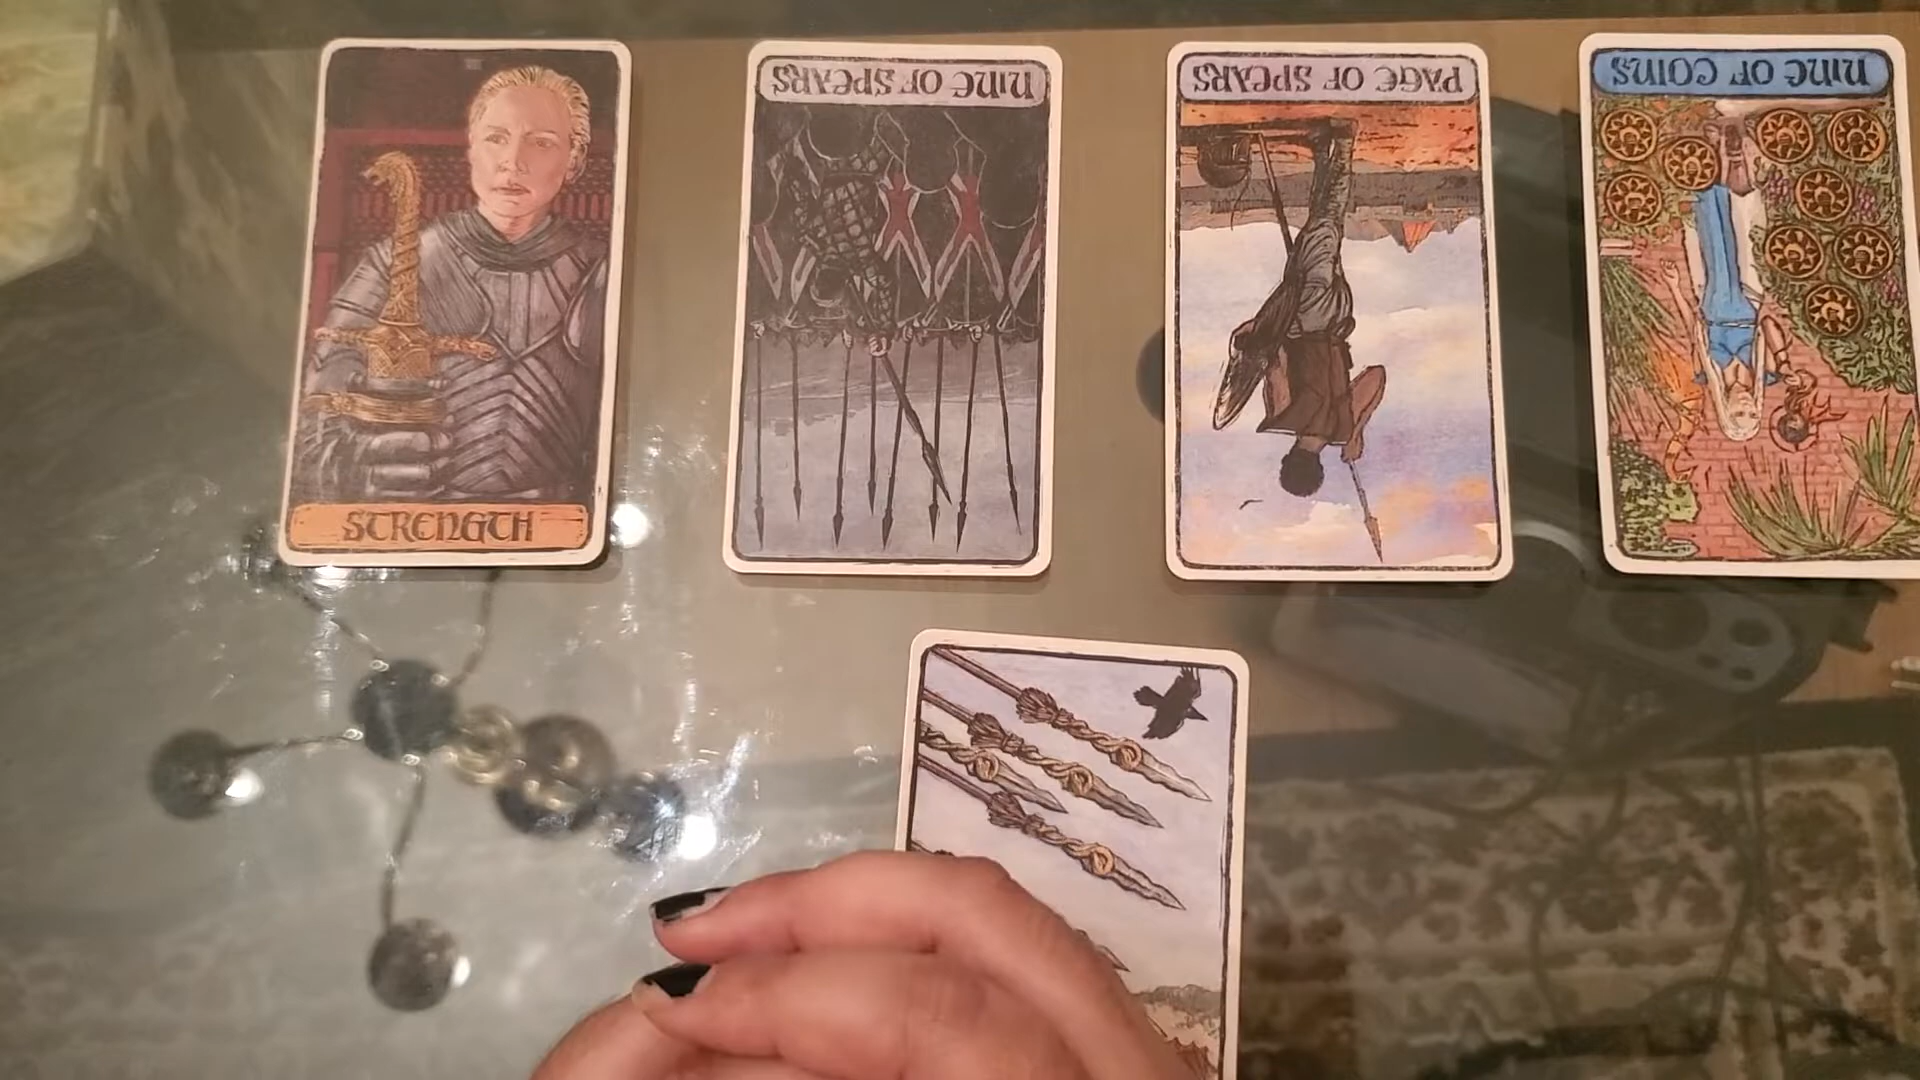 STRENGTH
NINE OF SPEARS
PAGE OF SPEARS
NINE OF COINS